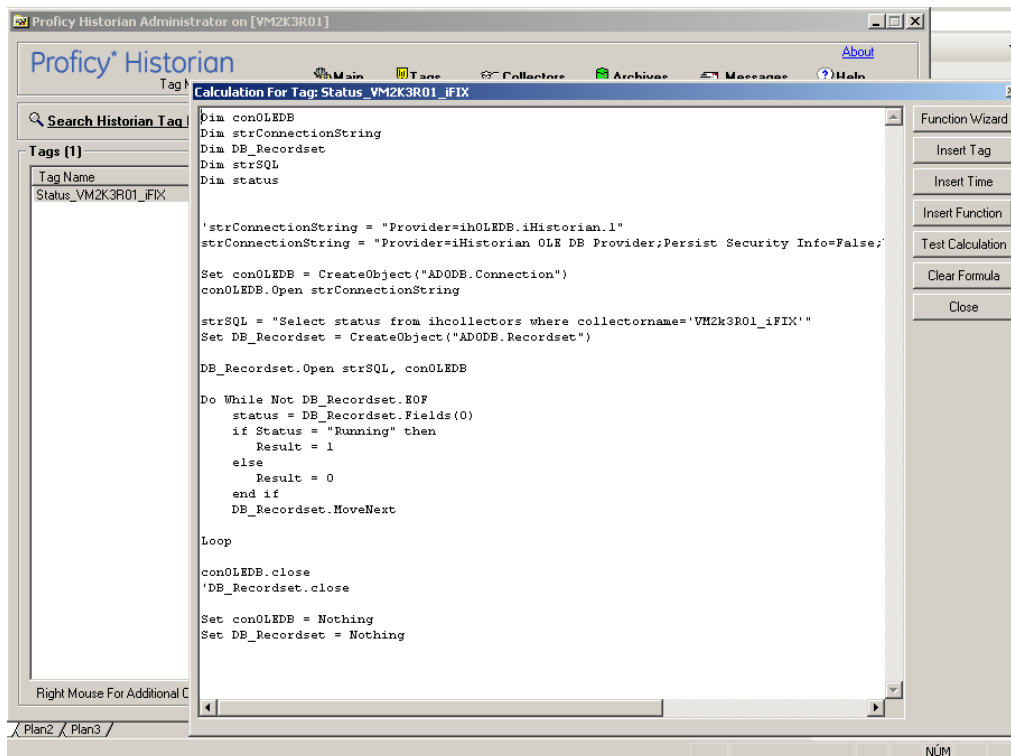 Proficy Historian Administrator on [VM2K3R01]
About
Proficy* Historian
Main Tags Collectors Archives Messages Help
Calculation For Tag: Status_VM2K3R01_iFIX
Search Historian Tag
Tags (1)
Tag Name
Status_VM2K3R01_iFIX
Dim conOLEDB
Dim strConnectionString
Dim DB_Recordset
Dim strSQL
Dim status
'strConnectionString = "Provider=ihOLEDB.iHistorian.1"
strConnectionString = "Provider=iHistorian OLE DB Provider;Persist Security Info=False;
Set conOLEDB = CreateObject("ADODB.Connection")
conOLEDB.Open strConnectionString
strSQL = "Select status from ihcollectors where collectorname='VM2k3R01_iFIX'"
Set DB_Recordset = CreateObject("ADODB.Recordset")
DB_Recordset.Open strSQL, conOLEDB
Do While Not DB_Recordset.EOF
status = DB_Recordset.Fields(0)
if Status = "Running" then
Result = 1
else
Result = 0
end if
DB_Recordset.MoveNext
Loop
conOLEDB.close
'DB_Recordset.close
Set conOLEDB = Nothing
Set DB_Recordset = Nothing
Function Wizard
Insert Tag
Insert Time
Insert Function
Test Calculation
Clear Formula
Close
Right Mouse For Additional
Plan2 / Plan3 /
NÚM